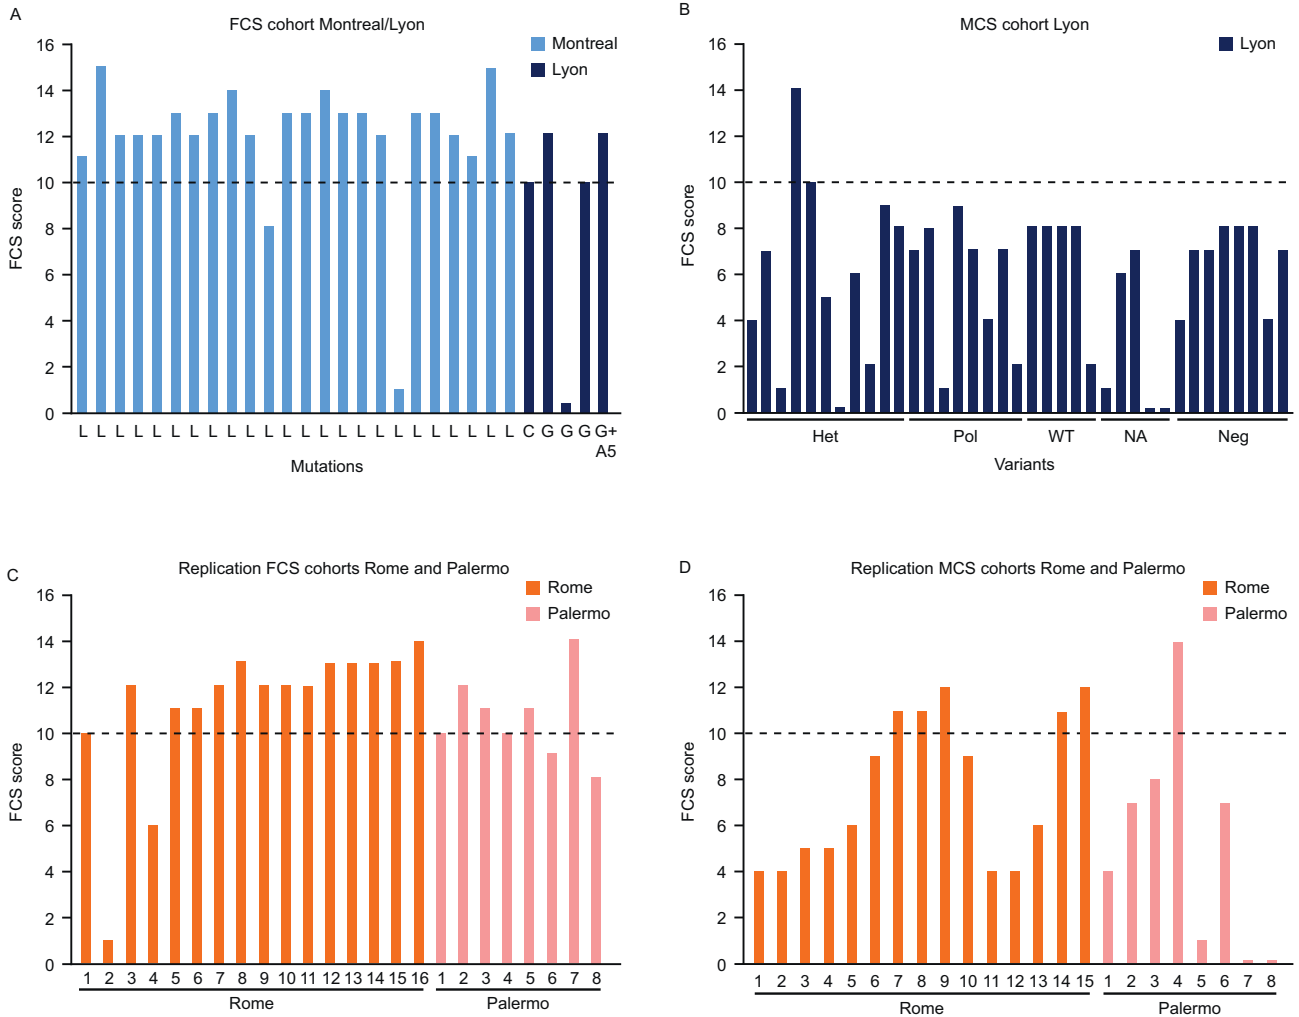 A
FCS cohort Montreal/Lyon
Montreal
Lyon
FCS score
16
14
12
10
8
6
4
2
0
L L L L L L L L L L L L L L L L L L L L L L L L C G G G G+
A5
Mutations
B
MCS cohort Lyon
Lyon
FCS score
16
14
12
10
8
6
4
2
0
Het Pol WT NA Neg
Variants
C
Replication FCS cohorts Rome and Palermo
Rome
Palermo
FCS score
16
14
12
10
8
6
4
2
0
1 2 3 4 5 6 7 8 9 10 11 12 13 14 15 16 1 2 3 4 5 6 7 8
Rome Palermo
D
Replication MCS cohorts Rome and Palermo
Rome
Palermo
FCS score
16
14
12
10
8
6
4
2
0
1 2 3 4 5 6 7 8 9 10 11 12 13 14 15 1 2 3 4 5 6 7 8
Rome Palermo